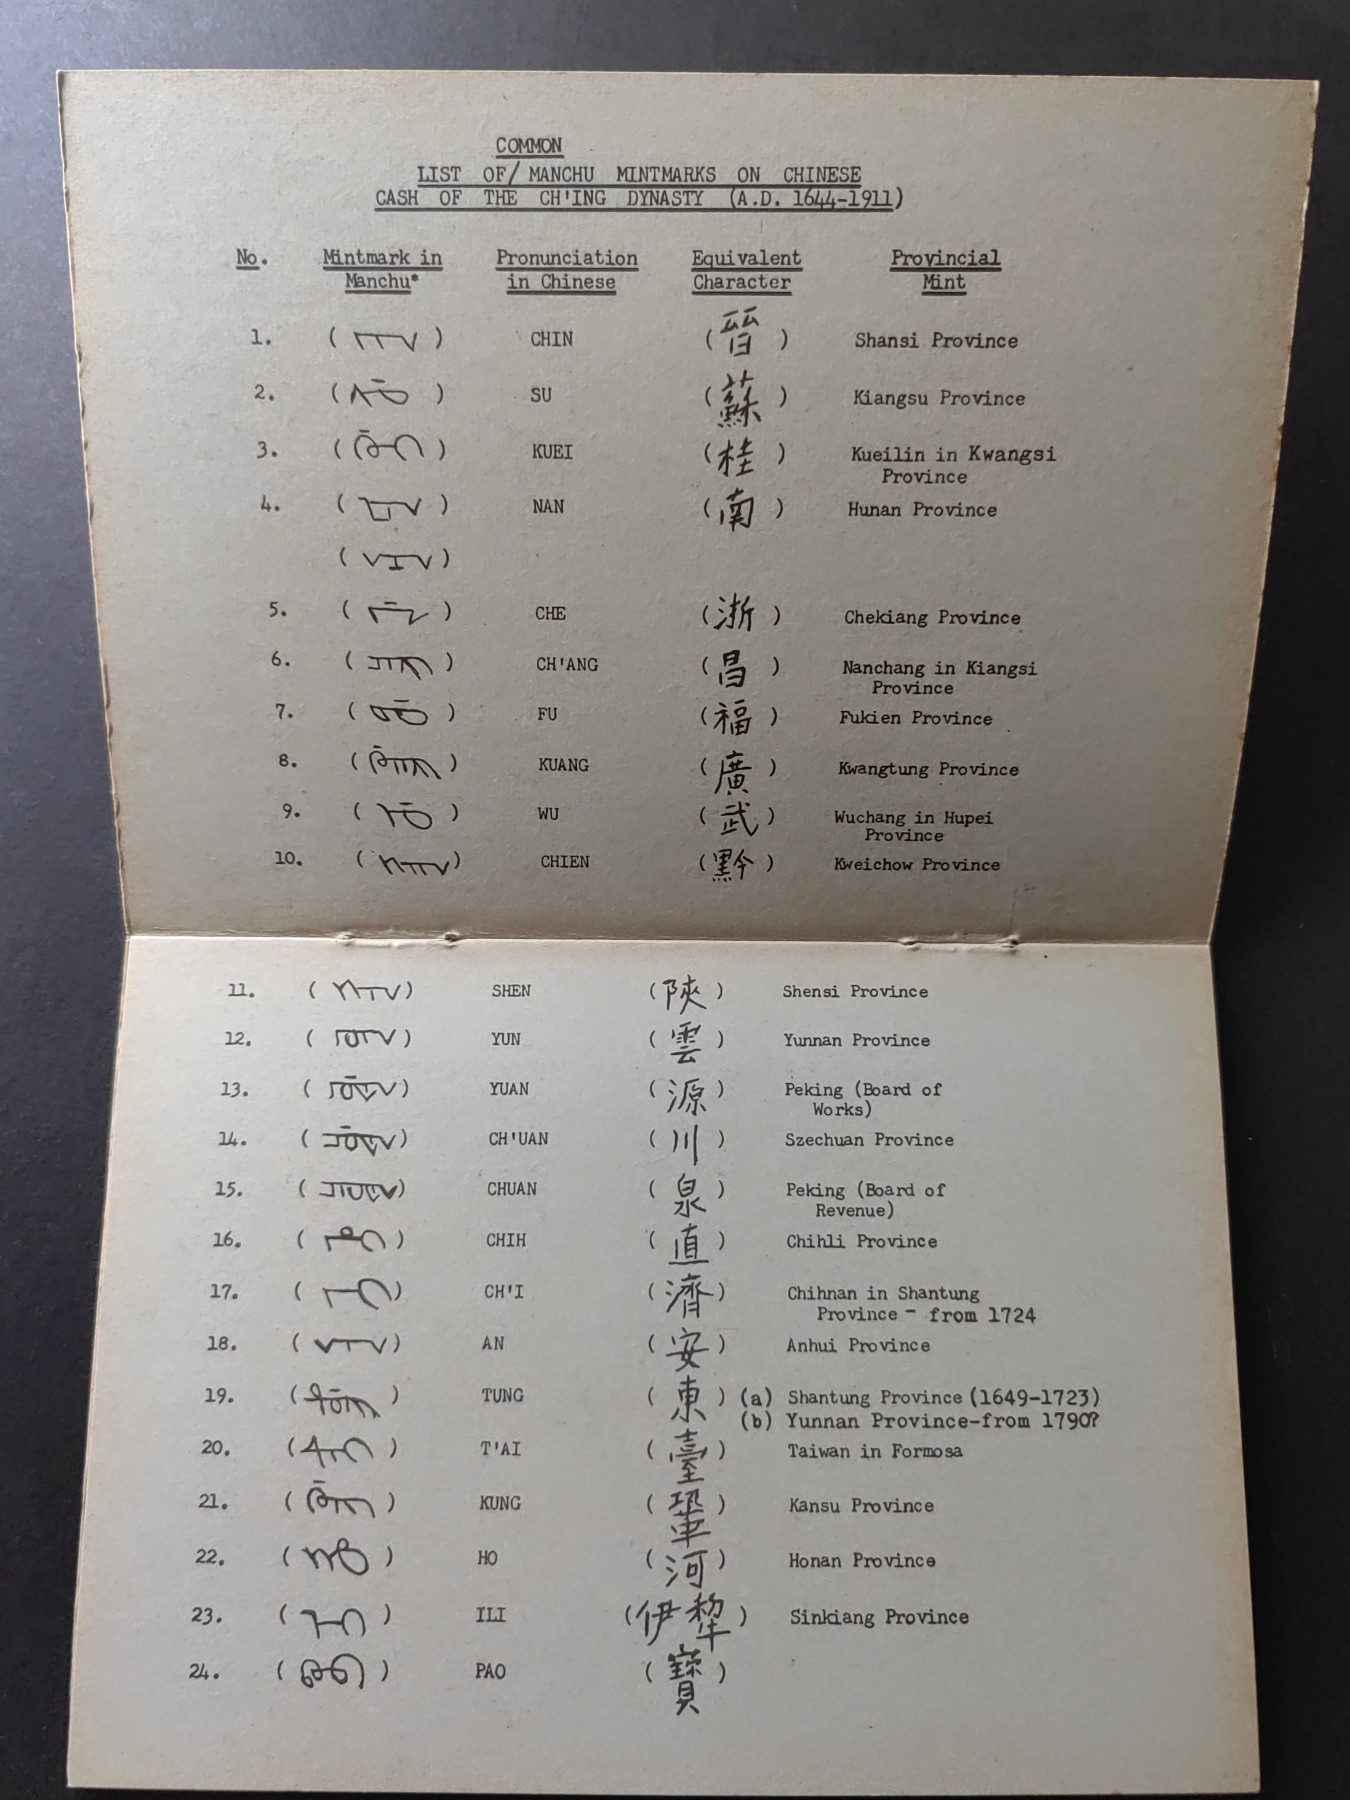 COMMON
LIST OF/ MANCHU MINTMARKS ON CHINESE
CASH OF THE CH'ING DYNASTY (A.D. 1644-1911)
No. Mintmark in Pronunciation Equivalent Provincial
Manchu* in Chinese Character Mint
1. ( ) CHIN (晉) Shansi Province
2. ( ) SU (蘇) Kiangsu Province
3. ( ) KUEI (桂) Kueilin in Kwangsi
Province
4. ( ) NAN (南) Hunan Province
( )
5. ( ) CHE (浙) Chekiang Province
6. ( ) CH'ANG (昌) Nanchang in Kiangsi
Province
7. ( ) FU (福) Fukien Province
8. ( ) KUANG (廣) Kwangtung Province
9. ( ) WU (武) Wuchang in Hupei
Province
10. ( ) CHIEN (黔) Kweichow Province
11. ( ) SHEN (陝) Shensi Province
12. ( ) YUN (雲) Yunnan Province
13. ( ) YUAN (源) Peking (Board of
Works)
14. ( ) CH'UAN (川) Szechuan Province
15. ( ) CHUAN (泉) Peking (Board of
Revenue)
16. ( ) CHIH (直) Chihli Province
17. ( ) CH'I (濟) Chihnan in Shantung
Province - from 1724
18. ( ) AN (安) Anhui Province
19. ( ) TUNG (東) (a) Shantung Province (1649-1723)
(b) Yunnan Province-from 1790?
20. ( ) T'AI (臺) Taiwan in Formosa
21. ( ) KUNG (鞏) Kansu Province
22. ( ) HO (河) Honan Province
23. ( ) ILI (伊犂) Sinkiang Province
24. ( ) PAO (寶)